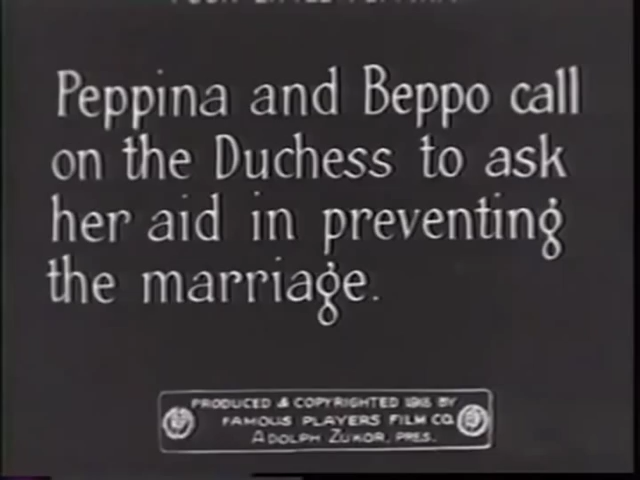 Peppina and Beppo call
on the Duchess to ask
her aid in preventing
the marriage.
PRODUCED & COPYRIGHTED 1916 BY
FAMOUS PLAYERS FILM CO.
ADOLPH ZUKOR, PRES.